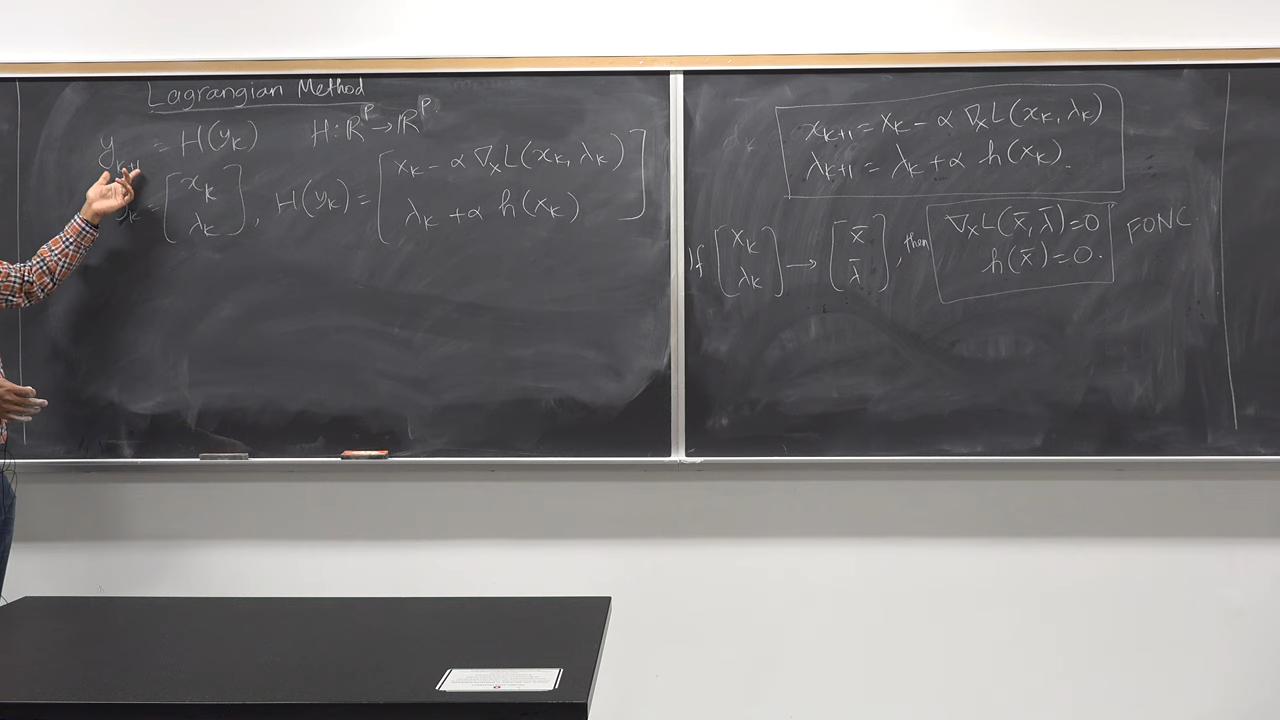 Lagrangian Method
y_{k+1} = H(y_k)   H: ℝ^P → ℝ^P.
y_k = [x_k; λ_k], H(y_k) = [x_k − α ∇_x L(x_k, λ_k); λ_k + α h(x_k)]
x_{k+1} = x_k − α ∇_x L(x_k, λ_k)
λ_{k+1} = λ_k + α h(x_k).
If [x_k; λ_k] → [x̄; λ̄], then ∇_x L(x̄, λ̄) = 0 FONC
h(x̄) = 0.